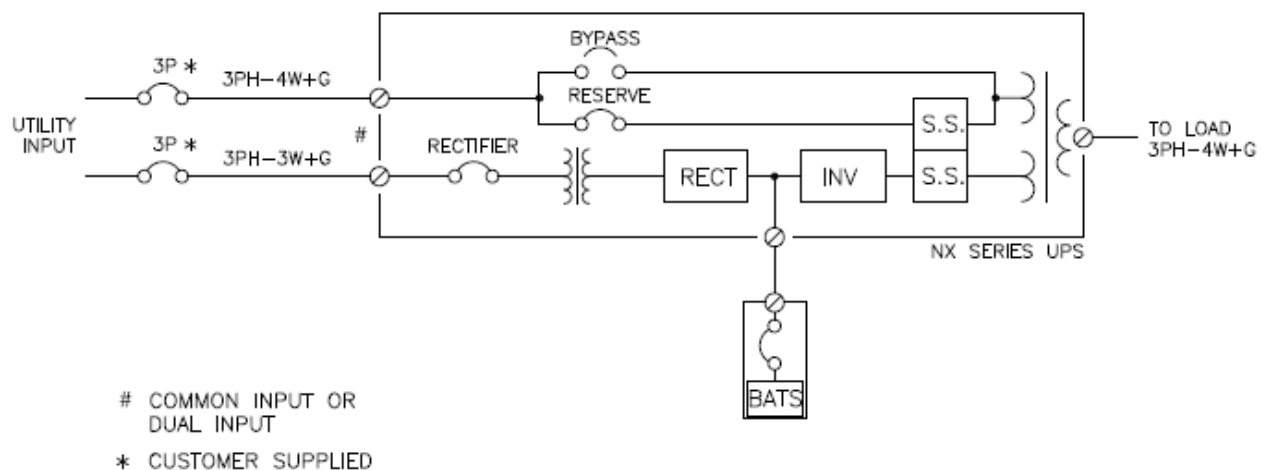 BYPASS
3P *
3PH-4W+G
RESERVE
UTILITY
INPUT
#
S.S.
TO LOAD
3PH-4W+G
3P *
3PH-3W+G
RECTIFIER
RECT
INV
S.S.
NX SERIES UPS
BATS
# COMMON INPUT OR
DUAL INPUT
* CUSTOMER SUPPLIED